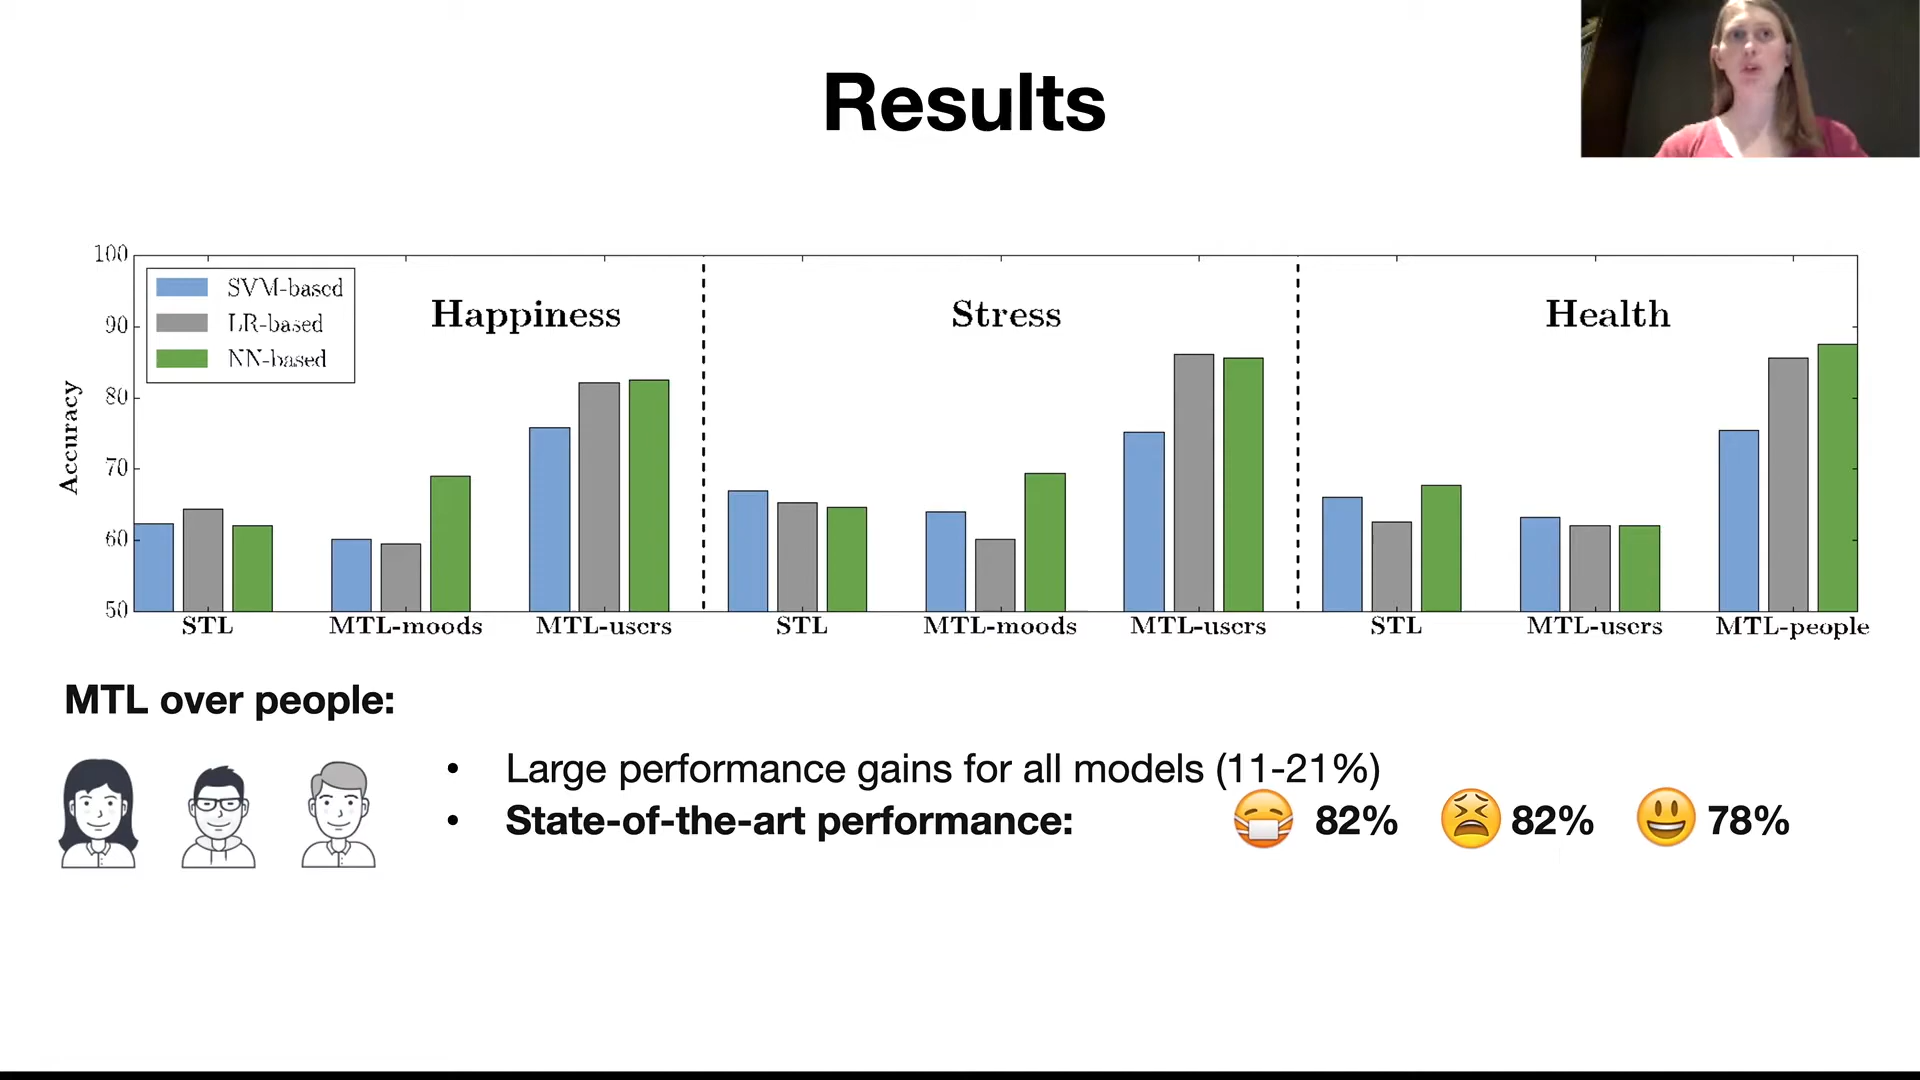 Results
100
90
80
70
60
50
Accuracy
SVM-based
LR-based
NN-based
Happiness
Stress
Health
STL
MTL-moods
MTL-users
STL
MTL-moods
MTL-users
STL
MTL-users
MTL-people
MTL over people:
• Large performance gains for all models (11-21%)
• State-of-the-art performance: 82% 82% 78%